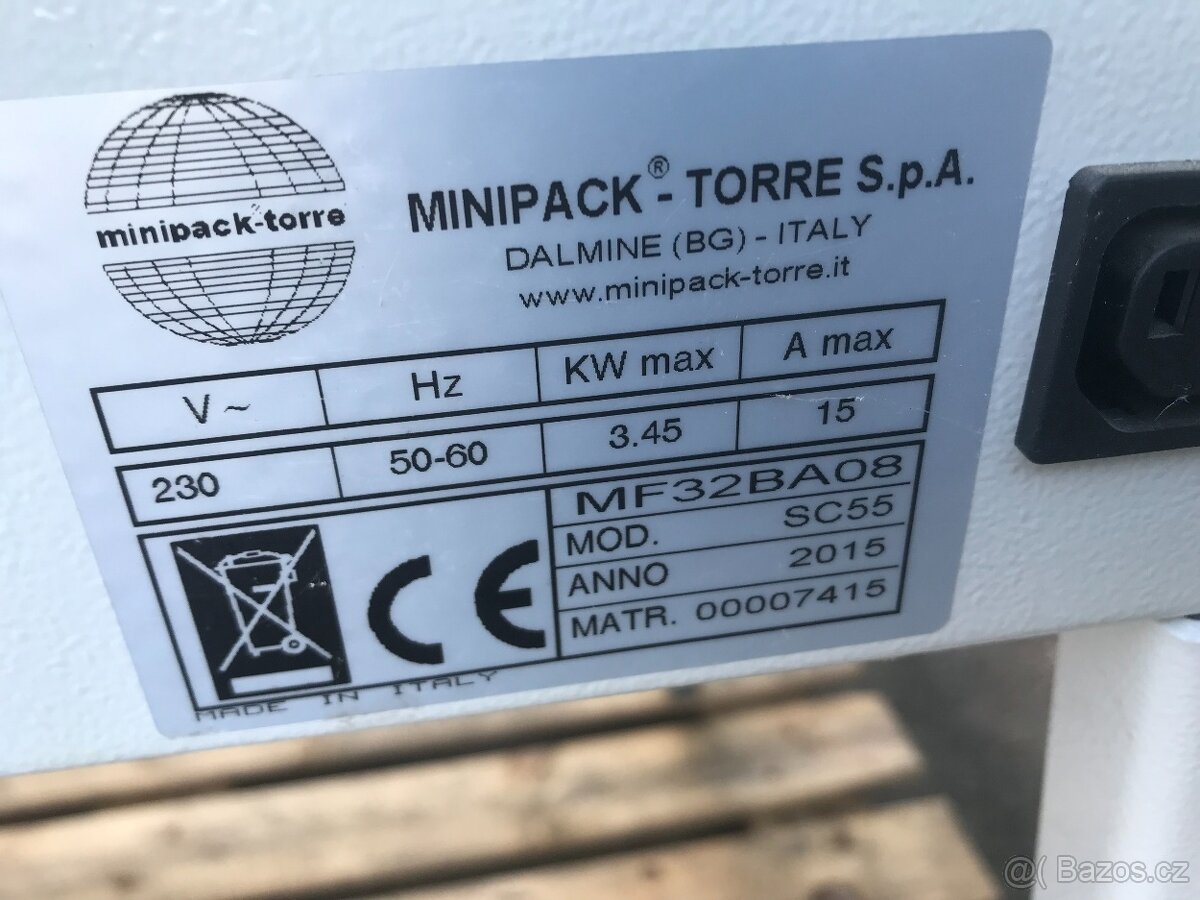 minipack-torre
MINIPACK® - TORRE S.p.A.
DALMINE (BG) - ITALY
www.minipack-torre.it
V ~ Hz KW max A max
230 50-60 3.45 15
MF32BA08
MOD. SC55
ANNO 2015
MATR. 00007415
CE
MADE IN ITALY
@( Bazos.cz